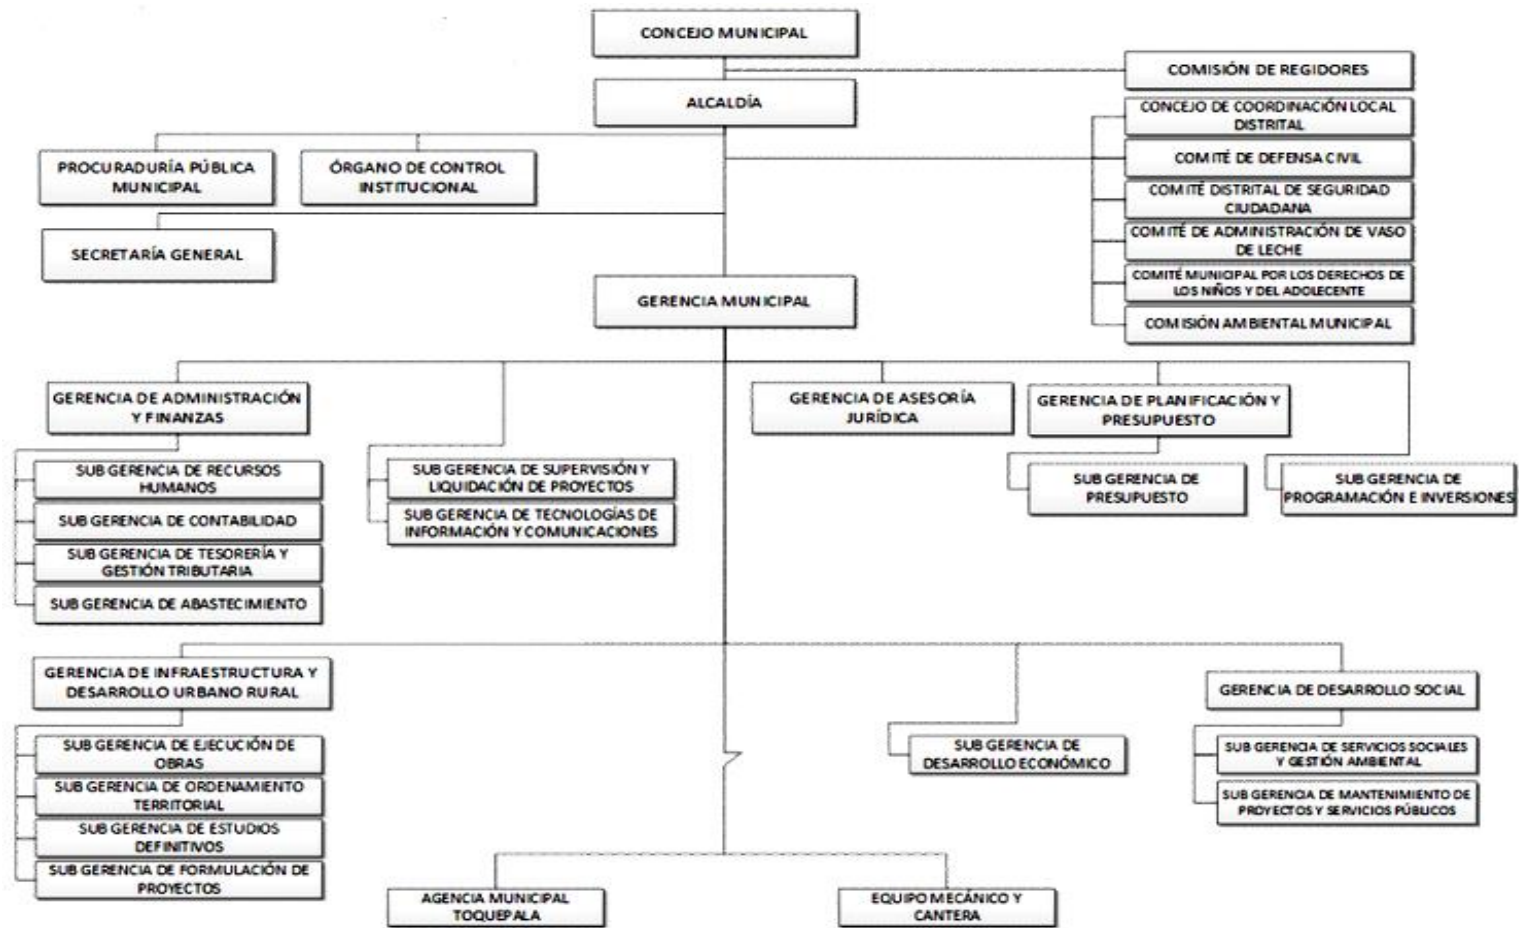 CONCEJO MUNICIPAL
COMISIÓN DE REGIDORES
ALCALDÍA
CONCEJO DE COORDINACIÓN LOCAL
DISTRITAL
COMITÉ DE DEFENSA CIVIL
COMITÉ DISTRITAL DE SEGURIDAD
CIUDADANA
COMITÉ DE ADMINISTRACIÓN DE VASO
DE LECHE
COMITÉ MUNICIPAL POR LOS DERECHOS DE
LOS NIÑOS Y DEL ADOLECENTE
COMISIÓN AMBIENTAL MUNICIPAL
PROCURADURÍA PÚBLICA
MUNICIPAL
ÓRGANO DE CONTROL
INSTITUCIONAL
SECRETARÍA GENERAL
GERENCIA MUNICIPAL
GERENCIA DE ADMINISTRACIÓN
Y FINANZAS
SUB GERENCIA DE RECURSOS
HUMANOS
SUB GERENCIA DE CONTABILIDAD
SUB GERENCIA DE TESORERÍA Y
GESTIÓN TRIBUTARIA
SUB GERENCIA DE ABASTECIMIENTO
SUB GERENCIA DE SUPERVISIÓN Y
LIQUIDACIÓN DE PROYECTOS
SUB GERENCIA DE TECNOLOGÍAS DE
INFORMACIÓN Y COMUNICACIONES
GERENCIA DE ASESORÍA
JURÍDICA
GERENCIA DE PLANIFICACIÓN Y
PRESUPUESTO
SUB GERENCIA DE
PRESUPUESTO
SUB GERENCIA DE
PROGRAMACIÓN E INVERSIONES
GERENCIA DE INFRAESTRUCTURA Y
DESARROLLO URBANO RURAL
SUB GERENCIA DE EJECUCIÓN DE
OBRAS
SUB GERENCIA DE ORDENAMIENTO
TERRITORIAL
SUB GERENCIA DE ESTUDIOS
DEFINITIVOS
SUB GERENCIA DE FORMULACIÓN DE
PROYECTOS
SUB GERENCIA DE
DESARROLLO ECONÓMICO
GERENCIA DE DESARROLLO SOCIAL
SUB GERENCIA DE SERVICIOS SOCIALES
Y GESTIÓN AMBIENTAL
SUB GERENCIA DE MANTENIMIENTO DE
PROYECTOS Y SERVICIOS PÚBLICOS
AGENCIA MUNICIPAL
TOQUEPALA
EQUIPO MECÁNICO Y
CANTERA